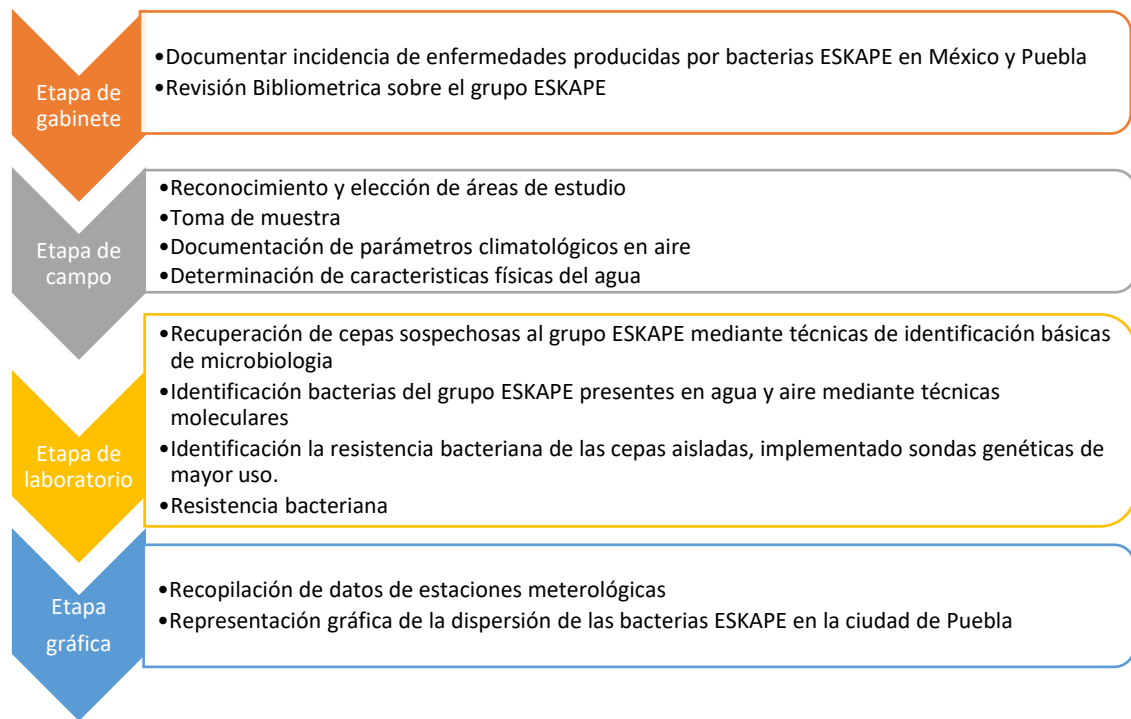 Etapa de
gabinete
•Documentar incidencia de enfermedades producidas por bacterias ESKAPE en México y Puebla
•Revisión Bibliometrica sobre el grupo ESKAPE
Etapa de
campo
•Reconocimiento y elección de áreas de estudio
•Toma de muestra
•Documentación de parámetros climatológicos en aire
•Determinación de caracteristicas físicas del agua
Etapa de
laboratorio
•Recuperación de cepas sospechosas al grupo ESKAPE mediante técnicas de identificación básicas
de microbiologia
•Identificación bacterias del grupo ESKAPE presentes en agua y aire mediante técnicas
moleculares
•Identificación la resistencia bacteriana de las cepas aisladas, implementado sondas genéticas de
mayor uso.
•Resistencia bacteriana
Etapa
gráfica
•Recopilación de datos de estaciones meterológicas
•Representación gráfica de la dispersión de las bacterias ESKAPE en la ciudad de Puebla